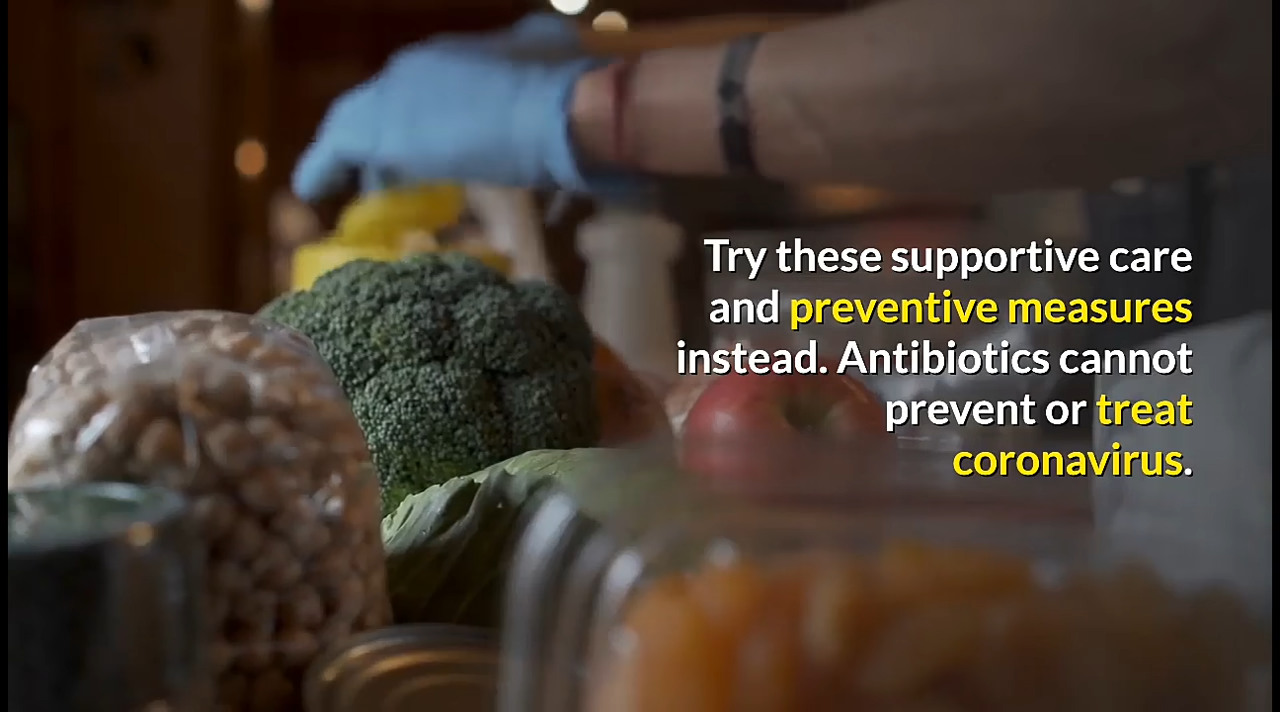 Try these supportive care
and preventive measures
instead. Antibiotics cannot
prevent or treat
coronavirus.